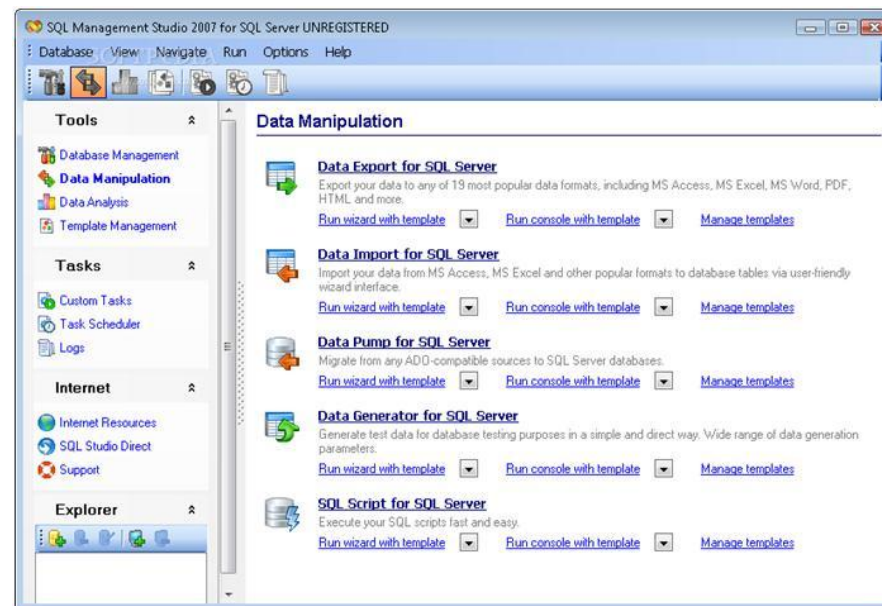 SQL Management Studio 2007 for SQL Server UNREGISTERED
Database View Navigate Run Options Help
SOFTPEDIA
Tools
Database Management
Data Manipulation
Data Analysis
Template Management
Tasks
Custom Tasks
Task Scheduler
Logs
Internet
Internet Resources
SQL Studio Direct
Support
Explorer
Data Manipulation
Data Export for SQL Server
Export your data to any of 19 most popular data formats, including MS Access, MS Excel, MS Word, PDF,
HTML and more.
Run wizard with template Run console with template Manage templates
Data Import for SQL Server
Import your data from MS Access, MS Excel and other popular formats to database tables via user-friendly
wizard interface.
Run wizard with template Run console with template Manage templates
Data Pump for SQL Server
Migrate from any ADO-compatible sources to SQL Server databases.
Run wizard with template Run console with template Manage templates
Data Generator for SQL Server
Generate test data for database testing purposes in a simple and direct way. Wide range of data generation
parameters.
Run wizard with template Run console with template Manage templates
SQL Script for SQL Server
Execute your SQL scripts fast and easy.
Run wizard with template Run console with template Manage templates